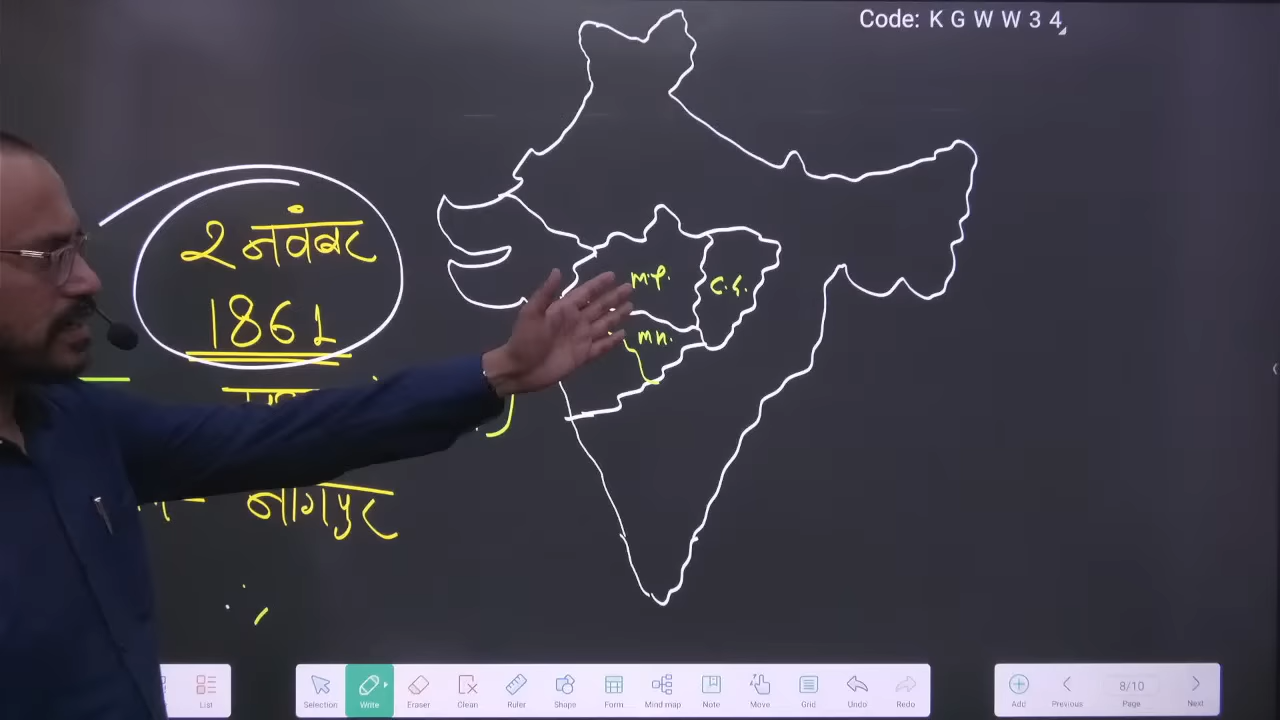 Code: K G W W 3 4
२ नवंबर
1861
M.P.
C.G.
MH.
नागपुर
List
Selection
Write
Eraser
Clean
Ruler
Shape
Form
Mind map
Note
Move
Grid
Undo
Redo
Add
Previous
8/10
Page
Next